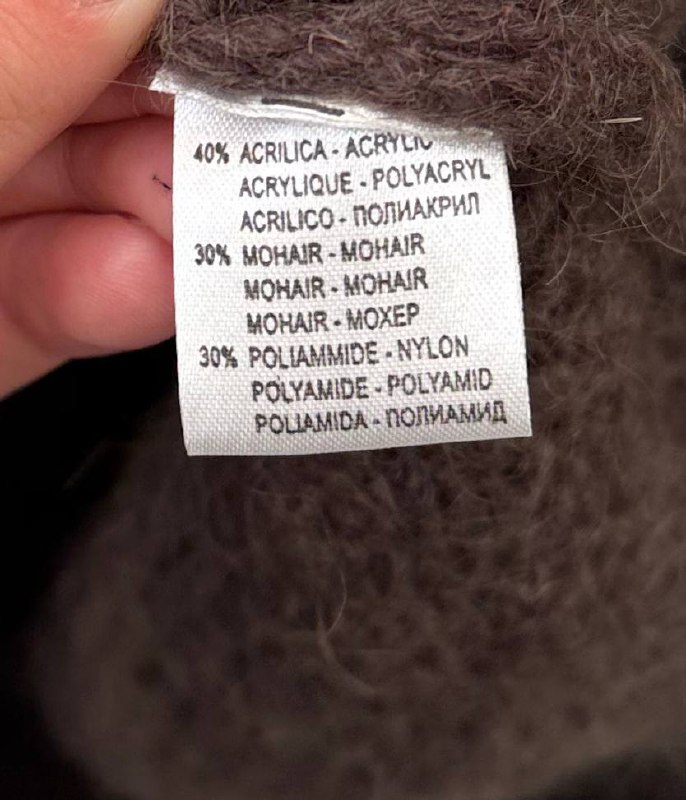 40% ACRILICA - ACRYLIC
ACRYLIQUE - POLYACRYL
ACRILICO - ПОЛИАКРИЛ
30% MOHAIR - MOHAIR
MOHAIR - MOHAIR
MOHAIR - МОХЕР
30% POLIAMMIDE - NYLON
POLYAMIDE - POLYAMID
POLIAMIDA - ПОЛИАМИД